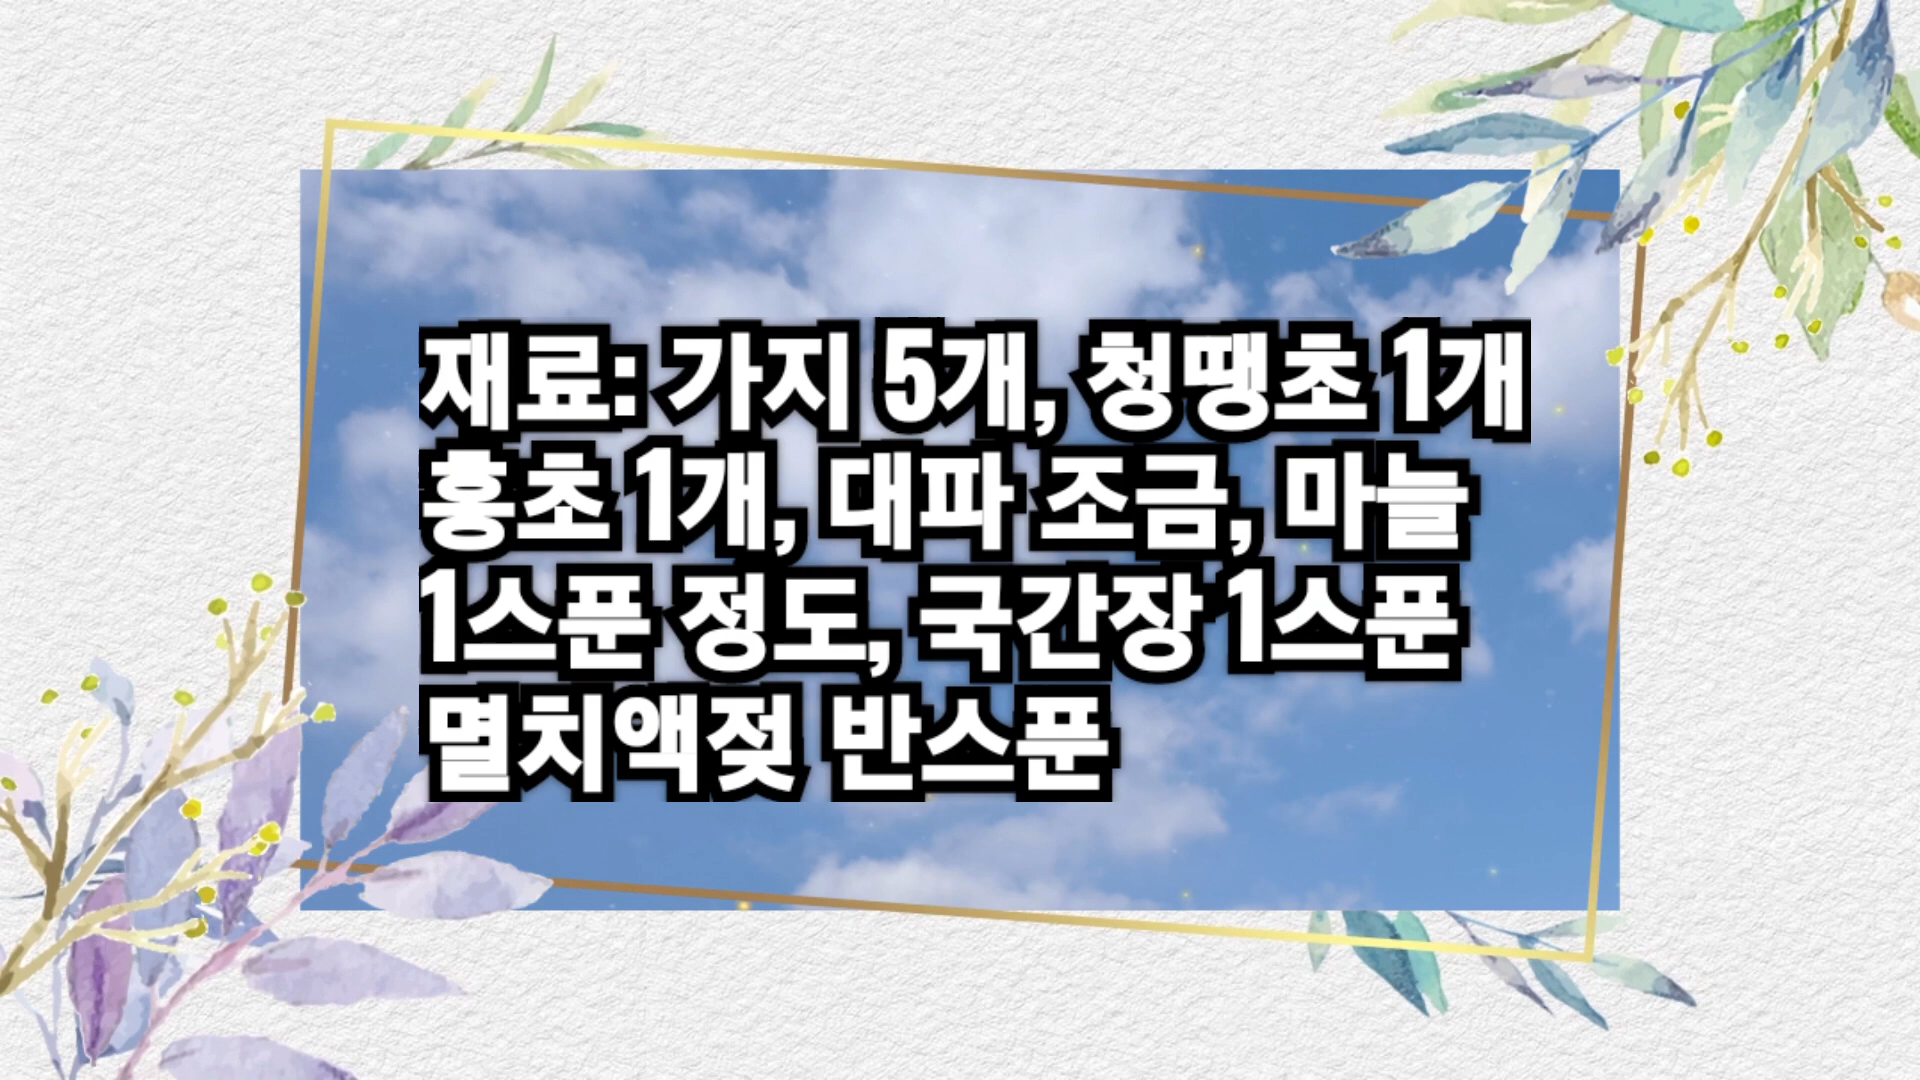 재료: 가지 5개, 청땡초 1개
홍초 1개, 대파 조금, 마늘
1스푼 정도, 국간장 1스푼
멸치액젖 반스푼